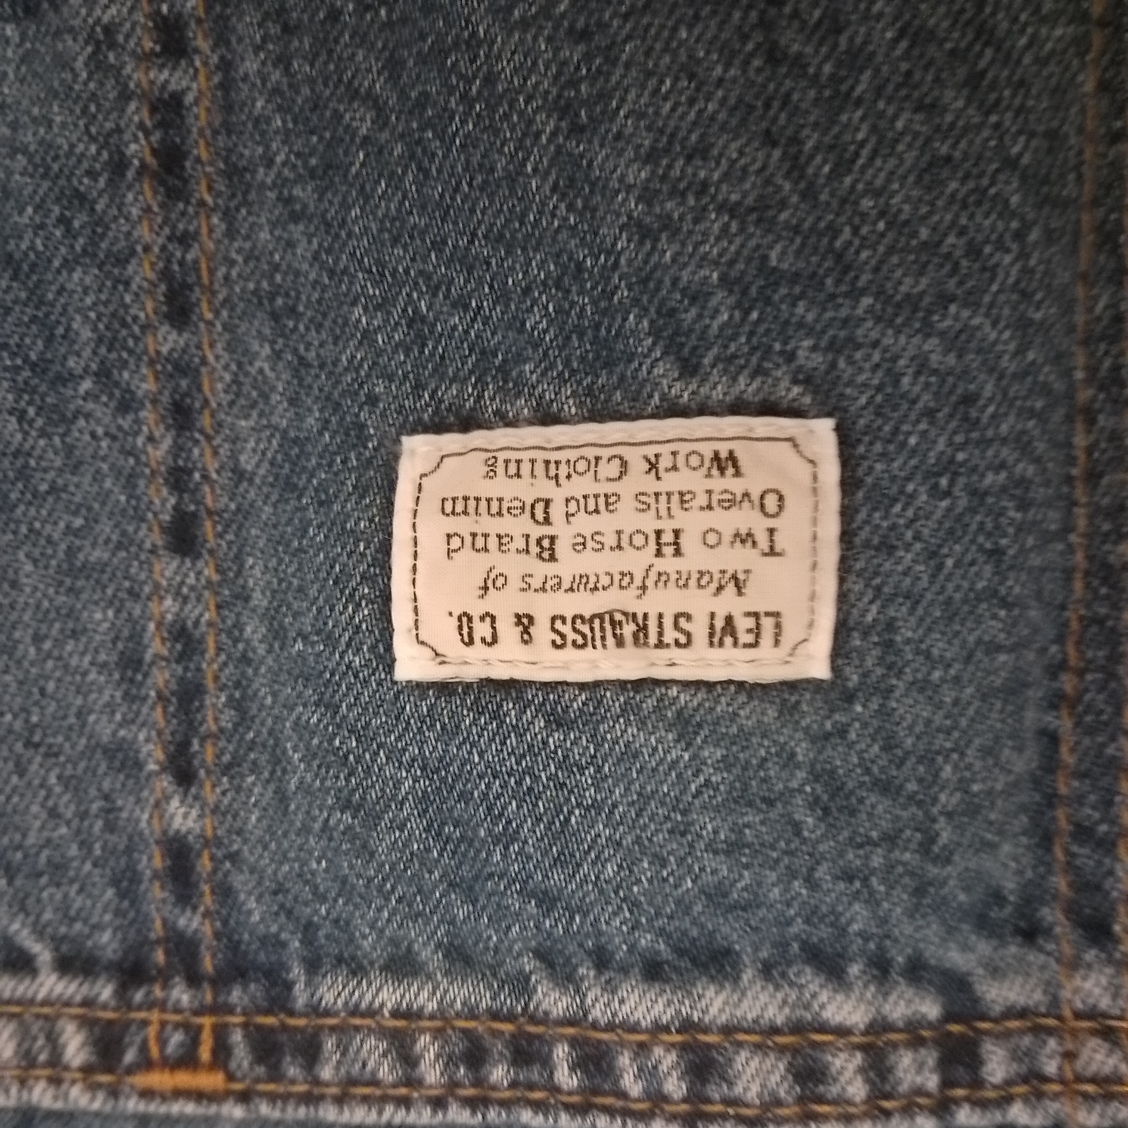 LEVI STRAUSS & CO.
Manufacturers of
Two Horse Brand
Overalls and Denim
Work Clothing